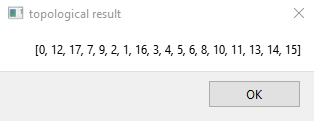 topological result
[0, 12, 17, 7, 9, 2, 1, 16, 3, 4, 5, 6, 8, 10, 11, 13, 14, 15]
OK